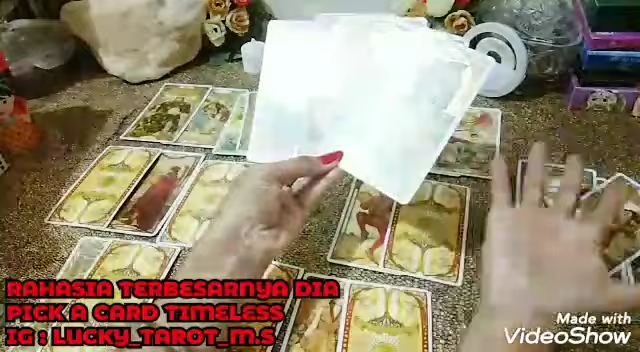 RAHASIA TERBESARNYA DIA
PICK A CARD TIMELESS
IG : LUCKY_TAROT_M.S
Made with
VideoShow